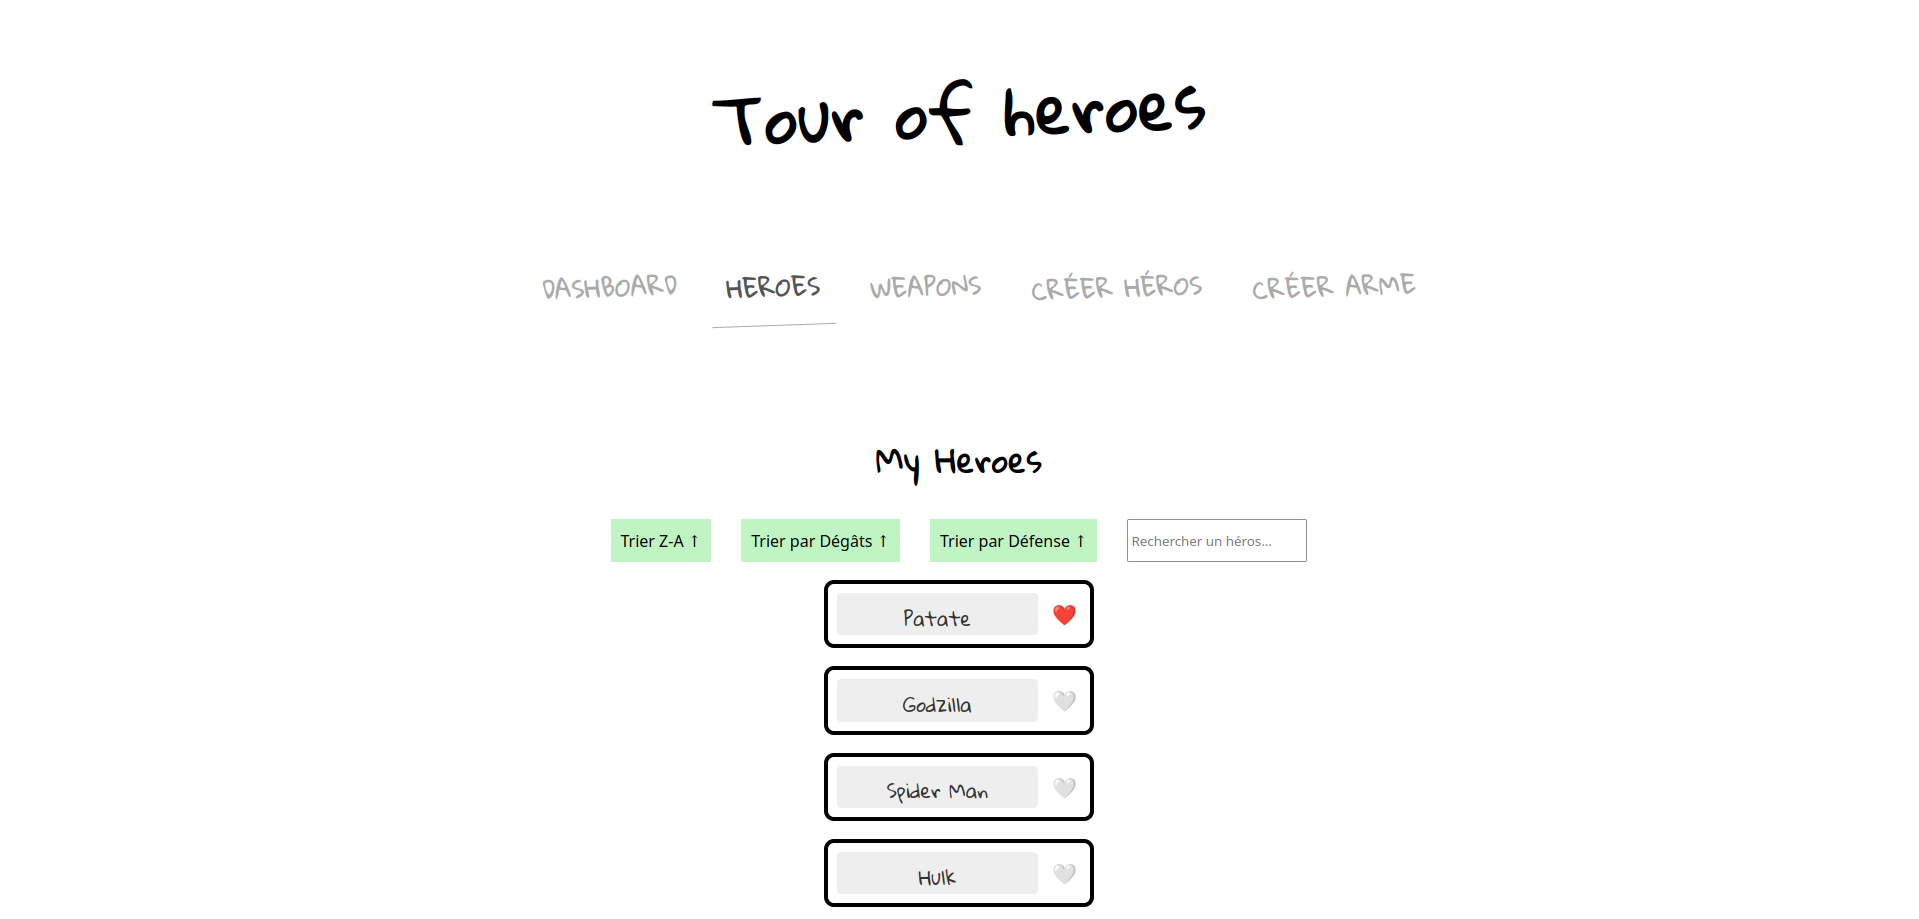 Tour of heroes
DASHBOARD HEROES WEAPONS CRÉER HÉROS CRÉER ARME
My Heroes
Trier Z-A ↑ Trier par Dégâts ↑ Trier par Défense ↑ Rechercher un héros...
Patate
Godzilla
Spider Man
Hulk